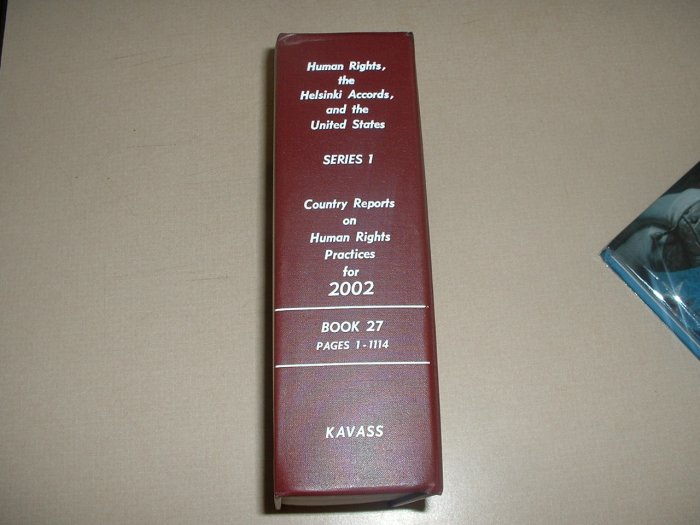 Human Rights,
the
Helsinki Accords,
and the
United States
SERIES 1
Country Reports
on
Human Rights
Practices
for
2002
BOOK 27
PAGES 1-1114
KAVASS